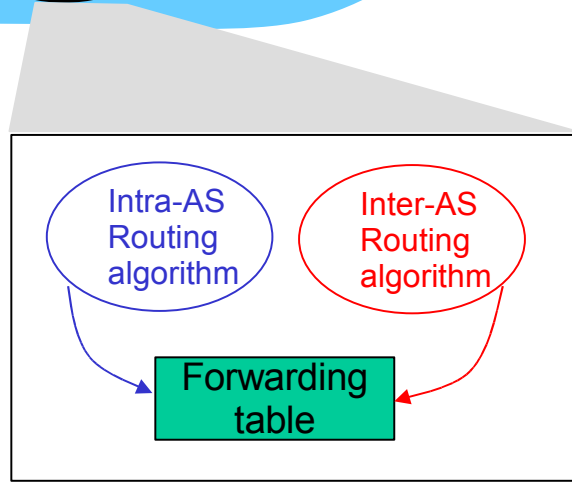 Intra-AS
Routing
algorithm
Inter-AS
Routing
algorithm
Forwarding
table